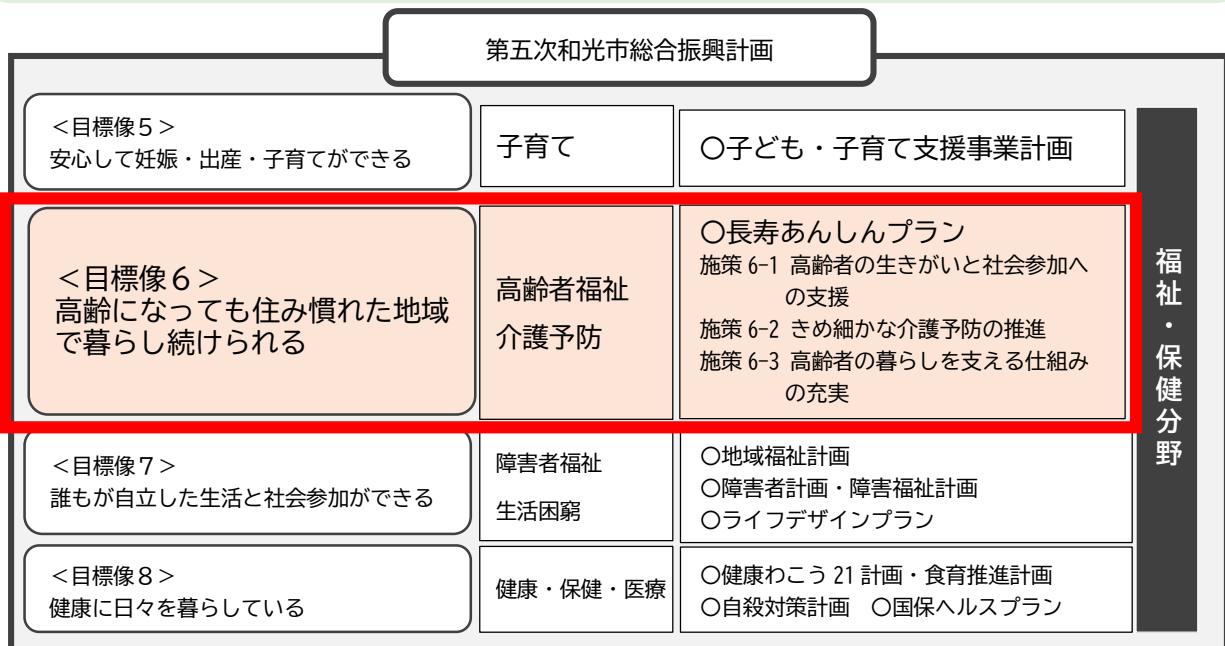 第五次和光市総合振興計画
<目標像5>
安心して妊娠・出産・子育てができる
子育て
〇子ども・子育て支援事業計画
<目標像6>
高齢になっても住み慣れた地域
で暮らし続けられる
高齢者福祉
介護予防
〇長寿あんしんプラン
施策 6-1 高齢者の生きがいと社会参加へ
の支援
施策 6-2 きめ細かな介護予防の推進
施策 6-3 高齢者の暮らしを支える仕組み
の充実
<目標像7>
誰もが自立した生活と社会参加ができる
障害者福祉
生活困窮
〇地域福祉計画
〇障害者計画・障害福祉計画
〇ライフデザインプラン
<目標像8>
健康に日々を暮らしている
健康・保健・医療
〇健康わこう 21 計画・食育推進計画
〇自殺対策計画 〇国保ヘルスプラン
福祉・保健分野